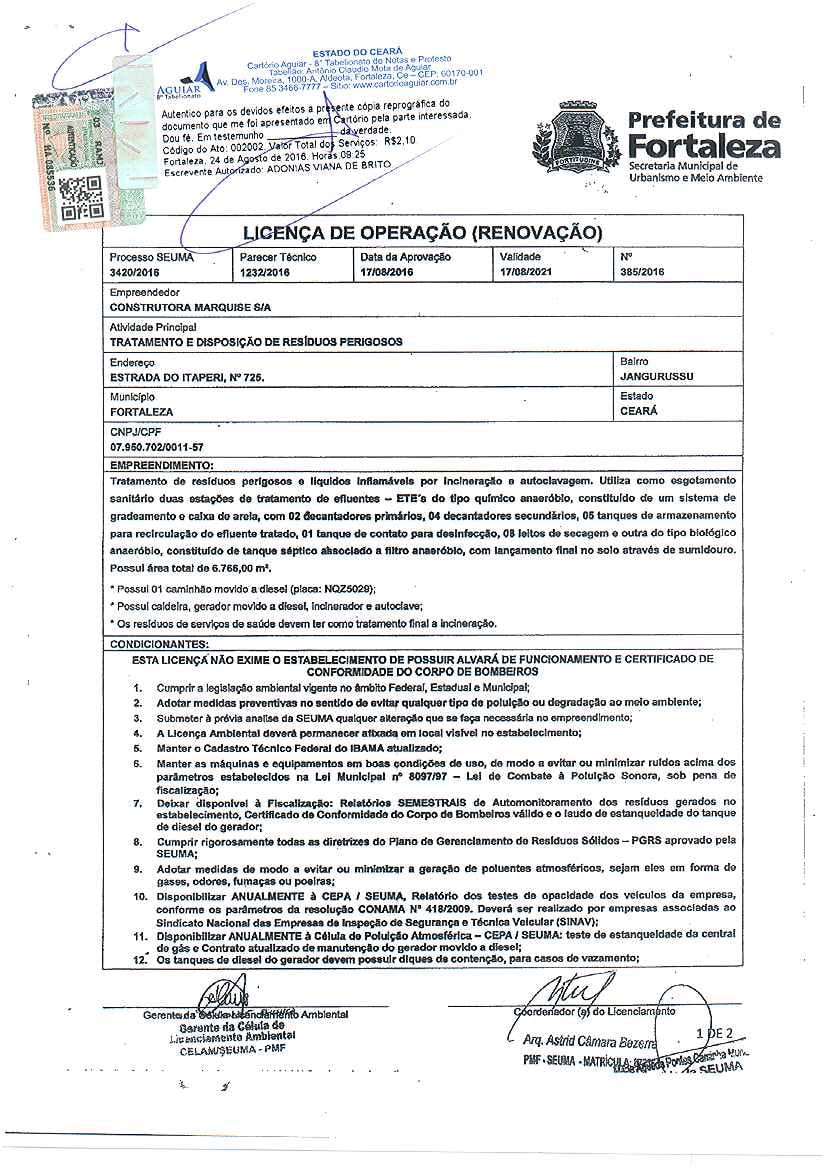 ESTADO DO CEARÁ
Cartório Aguiar - 8° Tabelionato de Notas e Protesto
Tabelião: Antônio Claudio Mota de Aguiar
Av. Des. Moreira, 1000-A, Aldeota, Fortaleza, Ce – CEP: 60170-001
Fone 85 3466-7777 – Sitio: www.cartorioaguiar.com.br
AGUIAR
8º Tabelionato
Autentico para os devidos efeitos a presente cópia reprográfica do
documento que me foi apresentado em Cartório pela parte interessada.
Dou fé. Em testemunho ________ da verdade.
Código do Ato: 002002. Valor Total dos Serviços: R$2,10
Fortaleza, 24 de Agosto de 2016. Horas 09:25
Escrevente Autorizado: ADONIAS VIANA DE BRITO
AUTENTICAÇÃO
Nº HA 085536
FORTITUDINE
Prefeitura de
Fortaleza
Secretaria Municipal de
Urbanismo e Meio Ambiente
LICENÇA DE OPERAÇÃO (RENOVAÇÃO)
Processo SEUMA Parecer Técnico Data da Aprovação Validade Nº
3420/2016 1232/2016 17/08/2016 17/08/2021 385/2016
Empreendedor
CONSTRUTORA MARQUISE S/A
Atividade Principal
TRATAMENTO E DISPOSIÇÃO DE RESÍDUOS PERIGOSOS
Endereço Bairro
ESTRADA DO ITAPERI, Nº 725. JANGURUSSU
Município Estado
FORTALEZA CEARÁ
CNPJ/CPF
07.950.702/0011-57
EMPREENDIMENTO:
Tratamento de resíduos perigosos e líquidos inflamáveis por incineração e autoclavagem. Utiliza como esgotamento
sanitário duas estações de tratamento de efluentes – ETE's do tipo químico anaeróbio, constituído de um sistema de
gradeamento e caixa de areia, com 02 decantadores primários, 04 decantadores secundários, 05 tanques de armazenamento
para recirculação do efluente tratado, 01 tanque de contato para desinfecção, 08 leitos de secagem e outra do tipo biológico
anaeróbio, constituído de tanque séptico associado a filtro anaeróbio, com lançamento final no solo através de sumidouro.
Possui área total de 6.766,00 m².
* Possui 01 caminhão movido a diesel (placa: NQZ5029);
* Possui caldeira, gerador movido a diesel, incinerador e autoclave;
* Os resíduos de serviços de saúde devem ter como tratamento final a incineração.
CONDICIONANTES:
ESTA LICENÇA NÃO EXIME O ESTABELECIMENTO DE POSSUIR ALVARÁ DE FUNCIONAMENTO E CERTIFICADO DE
CONFORMIDADE DO CORPO DE BOMBEIROS
1. Cumprir a legislação ambiental vigente no âmbito Federal, Estadual e Municipal;
2. Adotar medidas preventivas no sentido de evitar qualquer tipo de poluição ou degradação ao meio ambiente;
3. Submeter à prévia analise da SEUMA qualquer alteração que se faça necessária no empreendimento;
4. A Licença Ambiental deverá permanecer afixada em local visível no estabelecimento;
5. Manter o Cadastro Técnico Federal do IBAMA atualizado;
6. Manter as máquinas e equipamentos em boas condições de uso, de modo a evitar ou minimizar ruídos acima dos
parâmetros estabelecidos na Lei Municipal nº 8097/97 – Lei de Combate à Poluição Sonora, sob pena de
fiscalização;
7. Deixar disponível à Fiscalização: Relatórios SEMESTRAIS de Automonitoramento dos resíduos gerados no
estabelecimento, Certificado de Conformidade do Corpo de Bombeiros válido e o laudo de estanqueidade do tanque
de diesel do gerador;
8. Cumprir rigorosamente todas as diretrizes do Plano de Gerenciamento de Resíduos Sólidos – PGRS aprovado pela
SEUMA;
9. Adotar medidas de modo a evitar ou minimizar a geração de poluentes atmosféricos, sejam eles em forma de
gases, odores, fumaças ou poeiras;
10. Disponibilizar ANUALMENTE à CEPA / SEUMA, Relatório dos testes de opacidade dos veículos da empresa,
conforme os parâmetros da resolução CONAMA Nº 418/2009. Deverá ser realizado por empresas associadas ao
Sindicato Nacional das Empresas de Inspeção de Segurança e Técnica Veicular (SINAV);
11. Disponibilizar ANUALMENTE à Célula de Poluição Atmosférica – CEPA / SEUMA: teste de estanqueidade da central
de gás e Contrato atualizado de manutenção do gerador movido a diesel;
12. Os tanques de diesel do gerador devem possuir diques de contenção, para casos de vazamento;
Gerente da Célula Licenciamento Ambiental
Gerente da Célula de
Licenciamento Ambiental
CELAM/SEUMA - PMF
Coordenador (a) do Licenciamento
1 DE 2
Arq. Astrid Câmara Bezerra
PMF - SEUMA - MATRÍCULA:
SEUMA